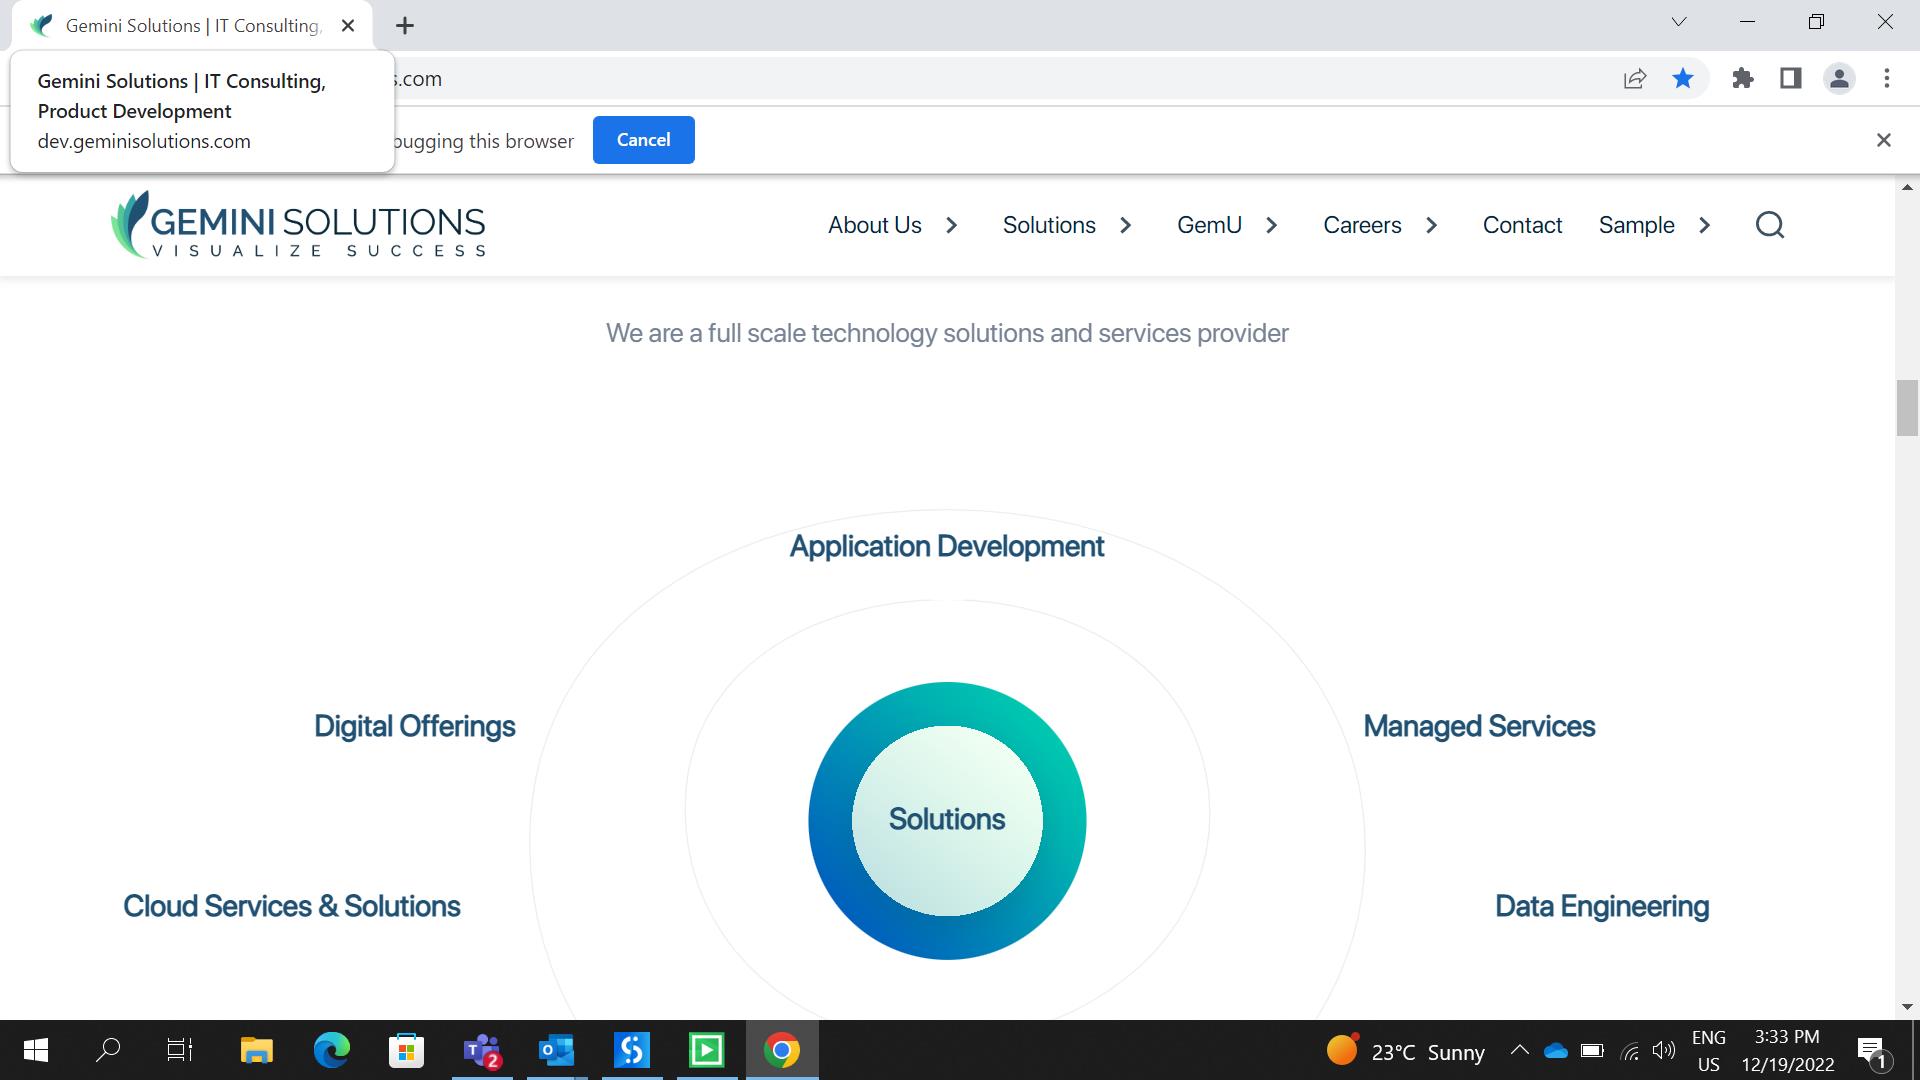 Gemini Solutions | IT Consulting,
Gemini Solutions | IT Consulting,
Product Development
dev.geminisolutions.com
s.com
bugging this browser
Cancel
GEMINI SOLUTIONS
VISUALIZE SUCCESS
About Us
Solutions
GemU
Careers
Contact
Sample
We are a full scale technology solutions and services provider
Application Development
Digital Offerings
Managed Services
Solutions
Cloud Services & Solutions
Data Engineering
T
2
O
23°C Sunny
ENG
US
3:33 PM
12/19/2022
1